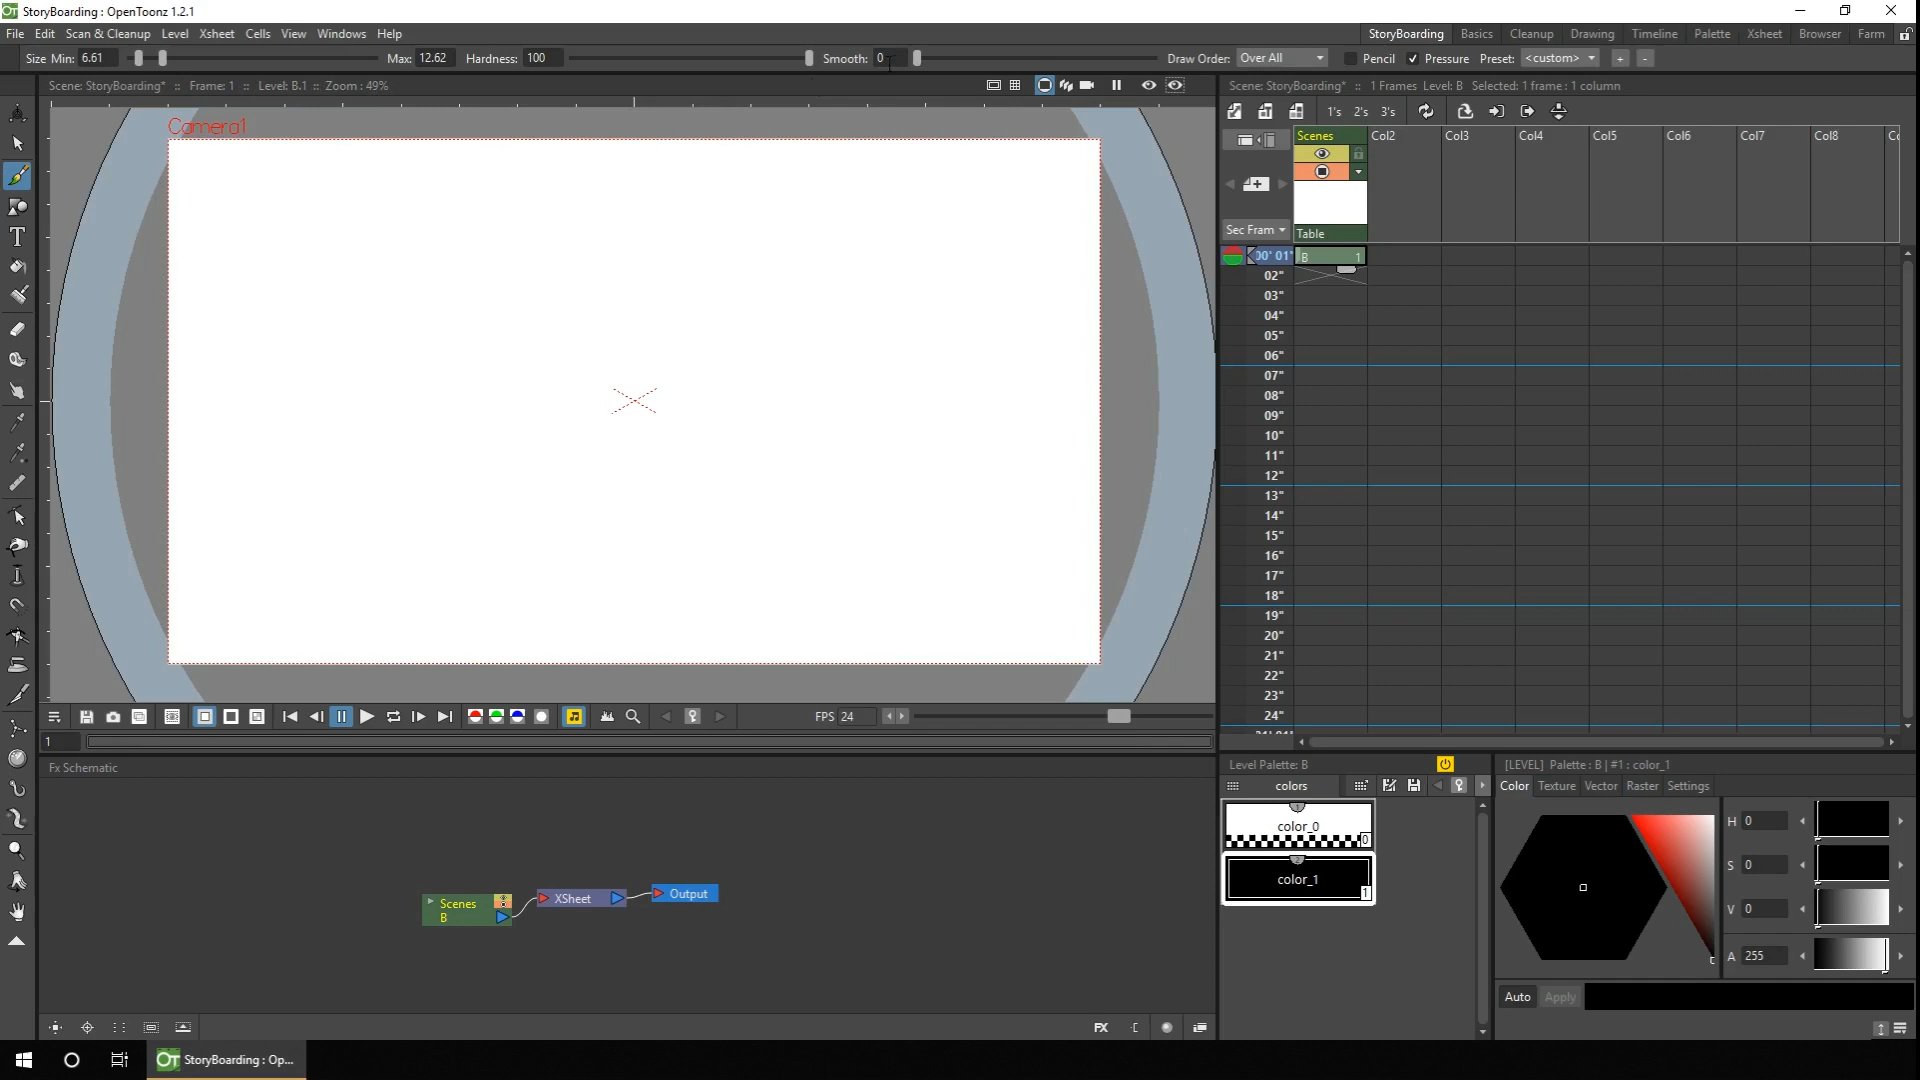 StoryBoarding : OpenToonz 1.2.1
File Edit Scan & Cleanup Level Xsheet Cells View Windows Help
StoryBoarding Basics Cleanup Drawing Timeline Palette Xsheet Browser Farm
Size Min: 6.61 Max: 12.62 Hardness: 100 Smooth: 0 Draw Order: Over All Pencil Pressure Preset: <custom> + -
Scene: StoryBoarding* :: Frame: 1 :: Level: B.1 :: Zoom : 49%
Scene: StoryBoarding* :: 1 Frames Level: B Selected: 1 frame : 1 column
1's 2's 3's
Camera1
Scenes Col2 Col3 Col4 Col5 Col6 Col7 Col8
Sec Fram Table
00' 01" B 1
02"
03"
04"
05"
06"
07"
08"
09"
10"
11"
12"
13"
14"
15"
16"
17"
18"
19"
20"
21"
22"
23"
24"
FPS 24
1
Fx Schematic
Scenes
B
XSheet
Output
FX
Level Palette: B
colors
color_0
0
color_1
1
[LEVEL] Palette : B | #1 : color_1
Color Texture Vector Raster Settings
H 0
S 0
V 0
A 255
Auto Apply
StoryBoarding : Op...